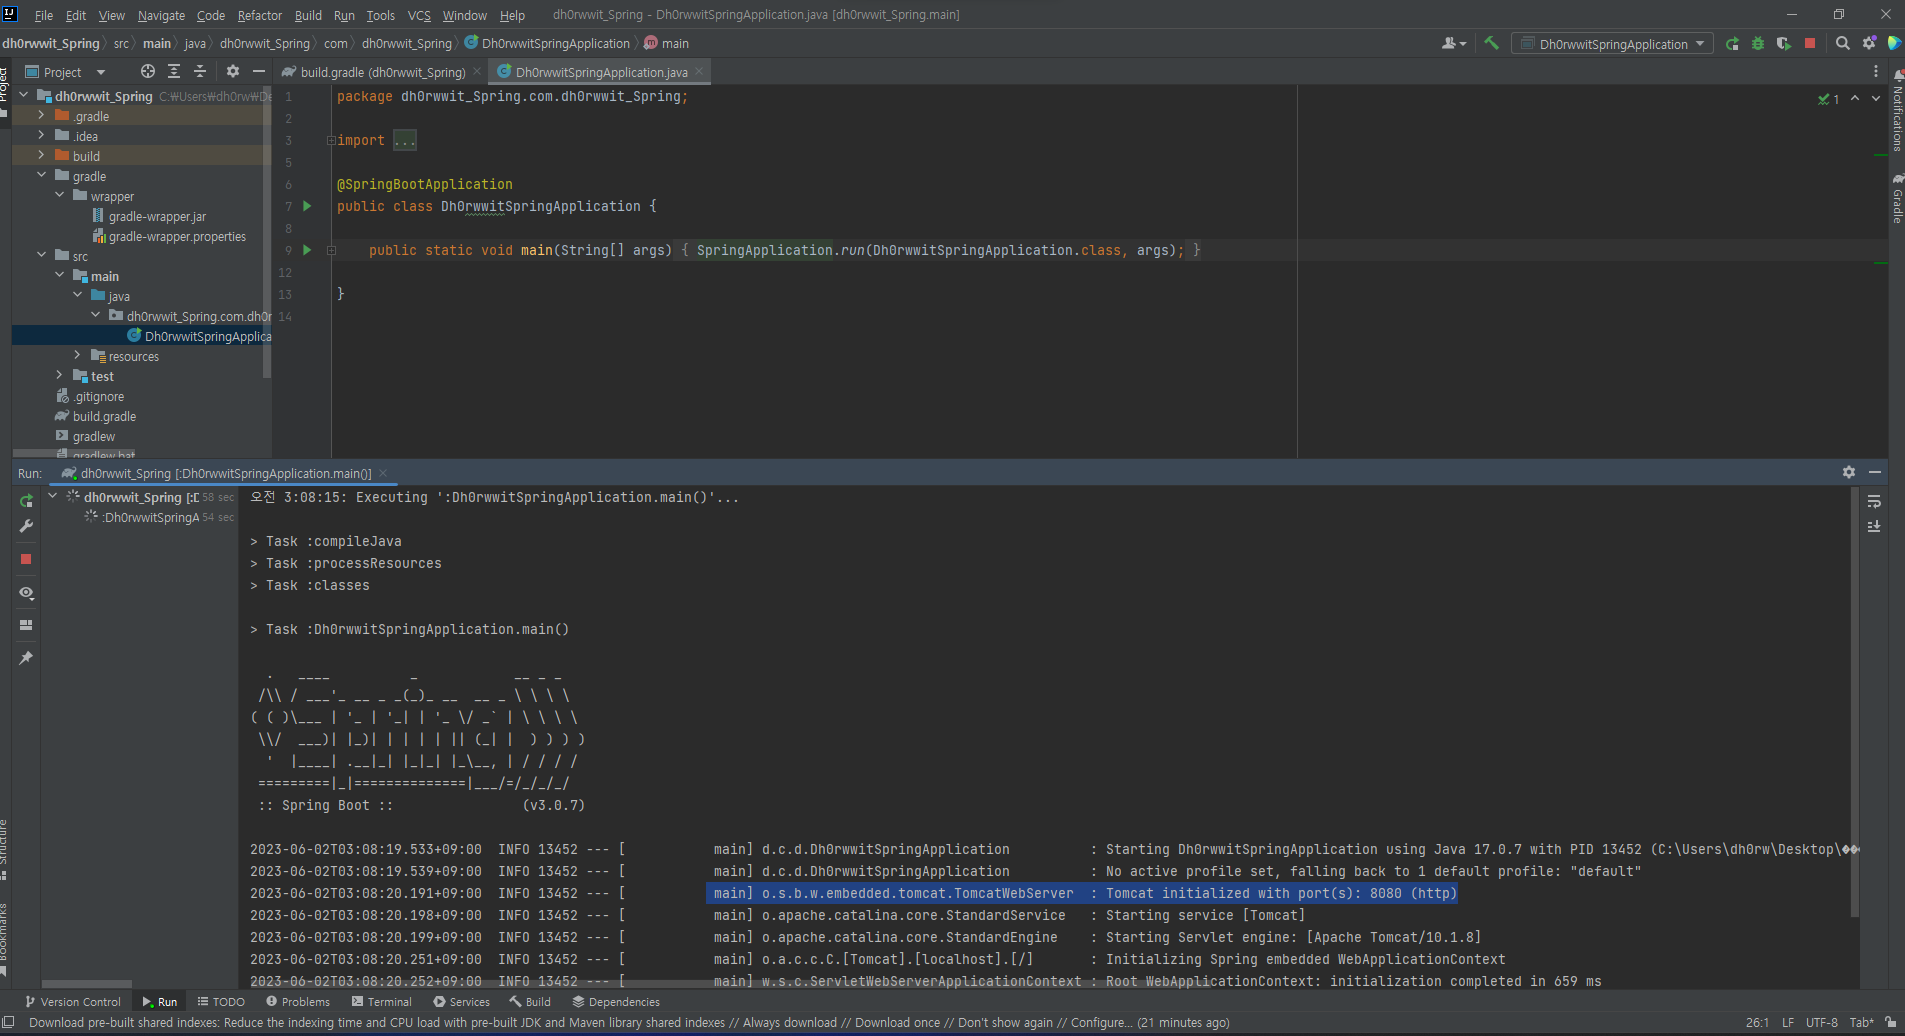 File Edit View Navigate Code Refactor Build Run Tools VCS Window Help dh0rwwit_Spring - Dh0rwwitSpringApplication.java [dh0rwwit_Spring.main]
dh0rwwit_Spring src main java dh0rwwit_Spring com dh0rwwit_Spring Dh0rwwitSpringApplication main
Dh0rwwitSpringApplication
Project
Project
build.gradle (dh0rwwit_Spring)
Dh0rwwitSpringApplication.java
dh0rwwit_Spring C:₩Users₩dh0rw₩De
.gradle
.idea
build
gradle
wrapper
gradle-wrapper.jar
gradle-wrapper.properties
src
main
java
dh0rwwit_Spring.com.dh0r
Dh0rwwitSpringApplica
resources
test
.gitignore
build.gradle
gradlew
gradlew.bat
1 package dh0rwwit_Spring.com.dh0rwwit_Spring;
2
3 import ...
5
6 @SpringBootApplication
7 public class Dh0rwwitSpringApplication {
8
9 public static void main(String[] args) { SpringApplication.run(Dh0rwwitSpringApplication.class, args); }
12
13 }
14
1
Notifications
Gradle
Run: dh0rwwit_Spring [:Dh0rwwitSpringApplication.main()]
dh0rwwit_Spring [:D 58 sec
:Dh0rwwitSpringA 54 sec
오전 3:08:15: Executing ':Dh0rwwitSpringApplication.main()'...
> Task :compileJava
> Task :processResources
> Task :classes
> Task :Dh0rwwitSpringApplication.main()
  .   ____          _            __ _ _
 /\\ / ___'_ __ _ _(_)_ __  __ _ \ \ \ \
( ( )\___ | '_ | '_| | '_ \/ _` | \ \ \ \
 \\/  ___)| |_)| | | | | || (_| |  ) ) ) )
  '  |____| .__|_| |_|_| |_\__, | / / / /
 =========|_|==============|___/=/_/_/_/
 :: Spring Boot ::                (v3.0.7)
2023-06-02T03:08:19.533+09:00  INFO 13452 --- [           main] d.c.d.Dh0rwwitSpringApplication          : Starting Dh0rwwitSpringApplication using Java 17.0.7 with PID 13452 (C:\Users\dh0rw\Desktop\��
2023-06-02T03:08:19.539+09:00  INFO 13452 --- [           main] d.c.d.Dh0rwwitSpringApplication          : No active profile set, falling back to 1 default profile: "default"
2023-06-02T03:08:20.191+09:00  INFO 13452 --- [           main] o.s.b.w.embedded.tomcat.TomcatWebServer  : Tomcat initialized with port(s): 8080 (http)
2023-06-02T03:08:20.198+09:00  INFO 13452 --- [           main] o.apache.catalina.core.StandardService   : Starting service [Tomcat]
2023-06-02T03:08:20.199+09:00  INFO 13452 --- [           main] o.apache.catalina.core.StandardEngine    : Starting Servlet engine: [Apache Tomcat/10.1.8]
2023-06-02T03:08:20.251+09:00  INFO 13452 --- [           main] o.a.c.c.C.[Tomcat].[localhost].[/]       : Initializing Spring embedded WebApplicationContext
2023-06-02T03:08:20.252+09:00  INFO 13452 --- [           main] w.s.c.ServletWebServerApplicationContext : Root WebApplicationContext: initialization completed in 659 ms
Structure
Bookmarks
Version Control Run TODO Problems Terminal Services Build Dependencies
Download pre-built shared indexes: Reduce the indexing time and CPU load with pre-built JDK and Maven library shared indexes // Always download // Download once // Don't show again // Configure... (21 minutes ago) 26:1 LF UTF-8 Tab*